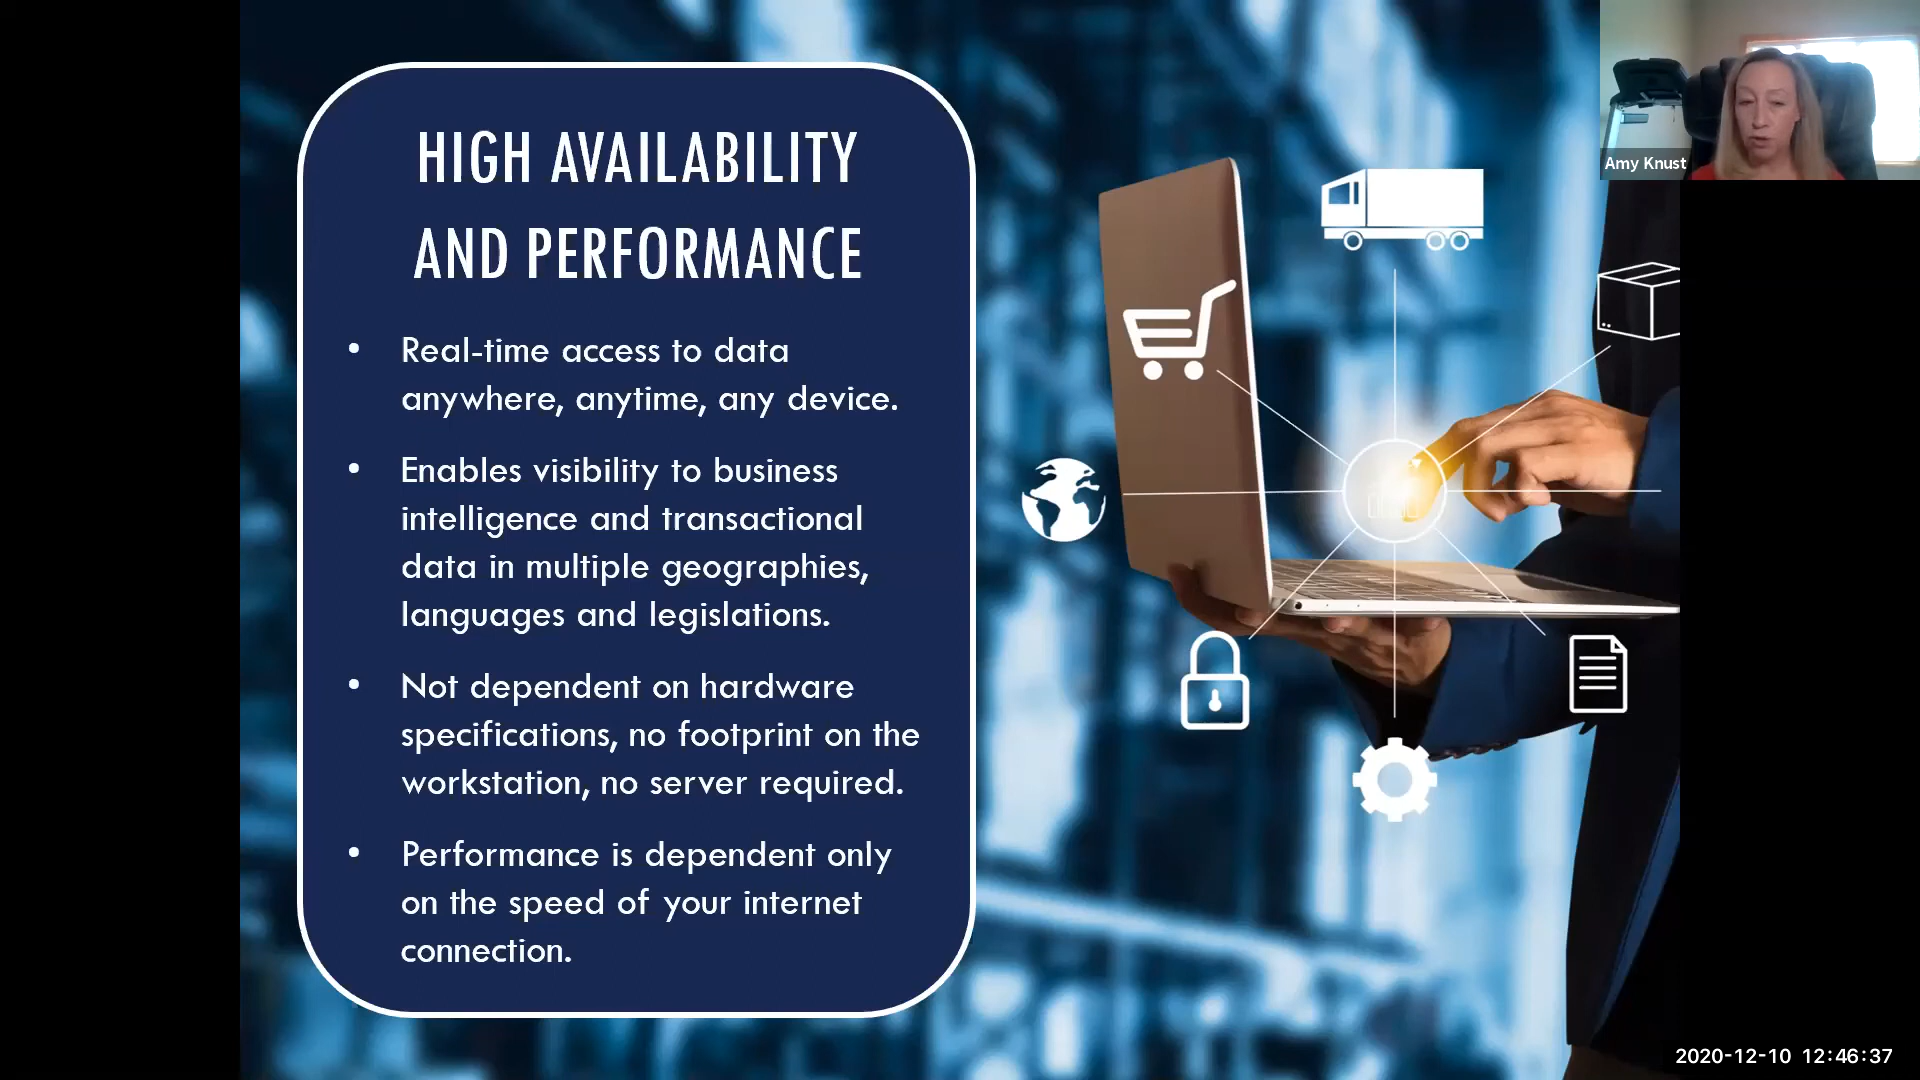 HIGH AVAILABILITY
AND PERFORMANCE
• Real-time access to data
anywhere, anytime, any device.
• Enables visibility to business
intelligence and transactional
data in multiple geographies,
languages and legislations.
• Not dependent on hardware
specifications, no footprint on the
workstation, no server required.
• Performance is dependent only
on the speed of your internet
connection.
Amy Knust
2020-12-10 12:46:37